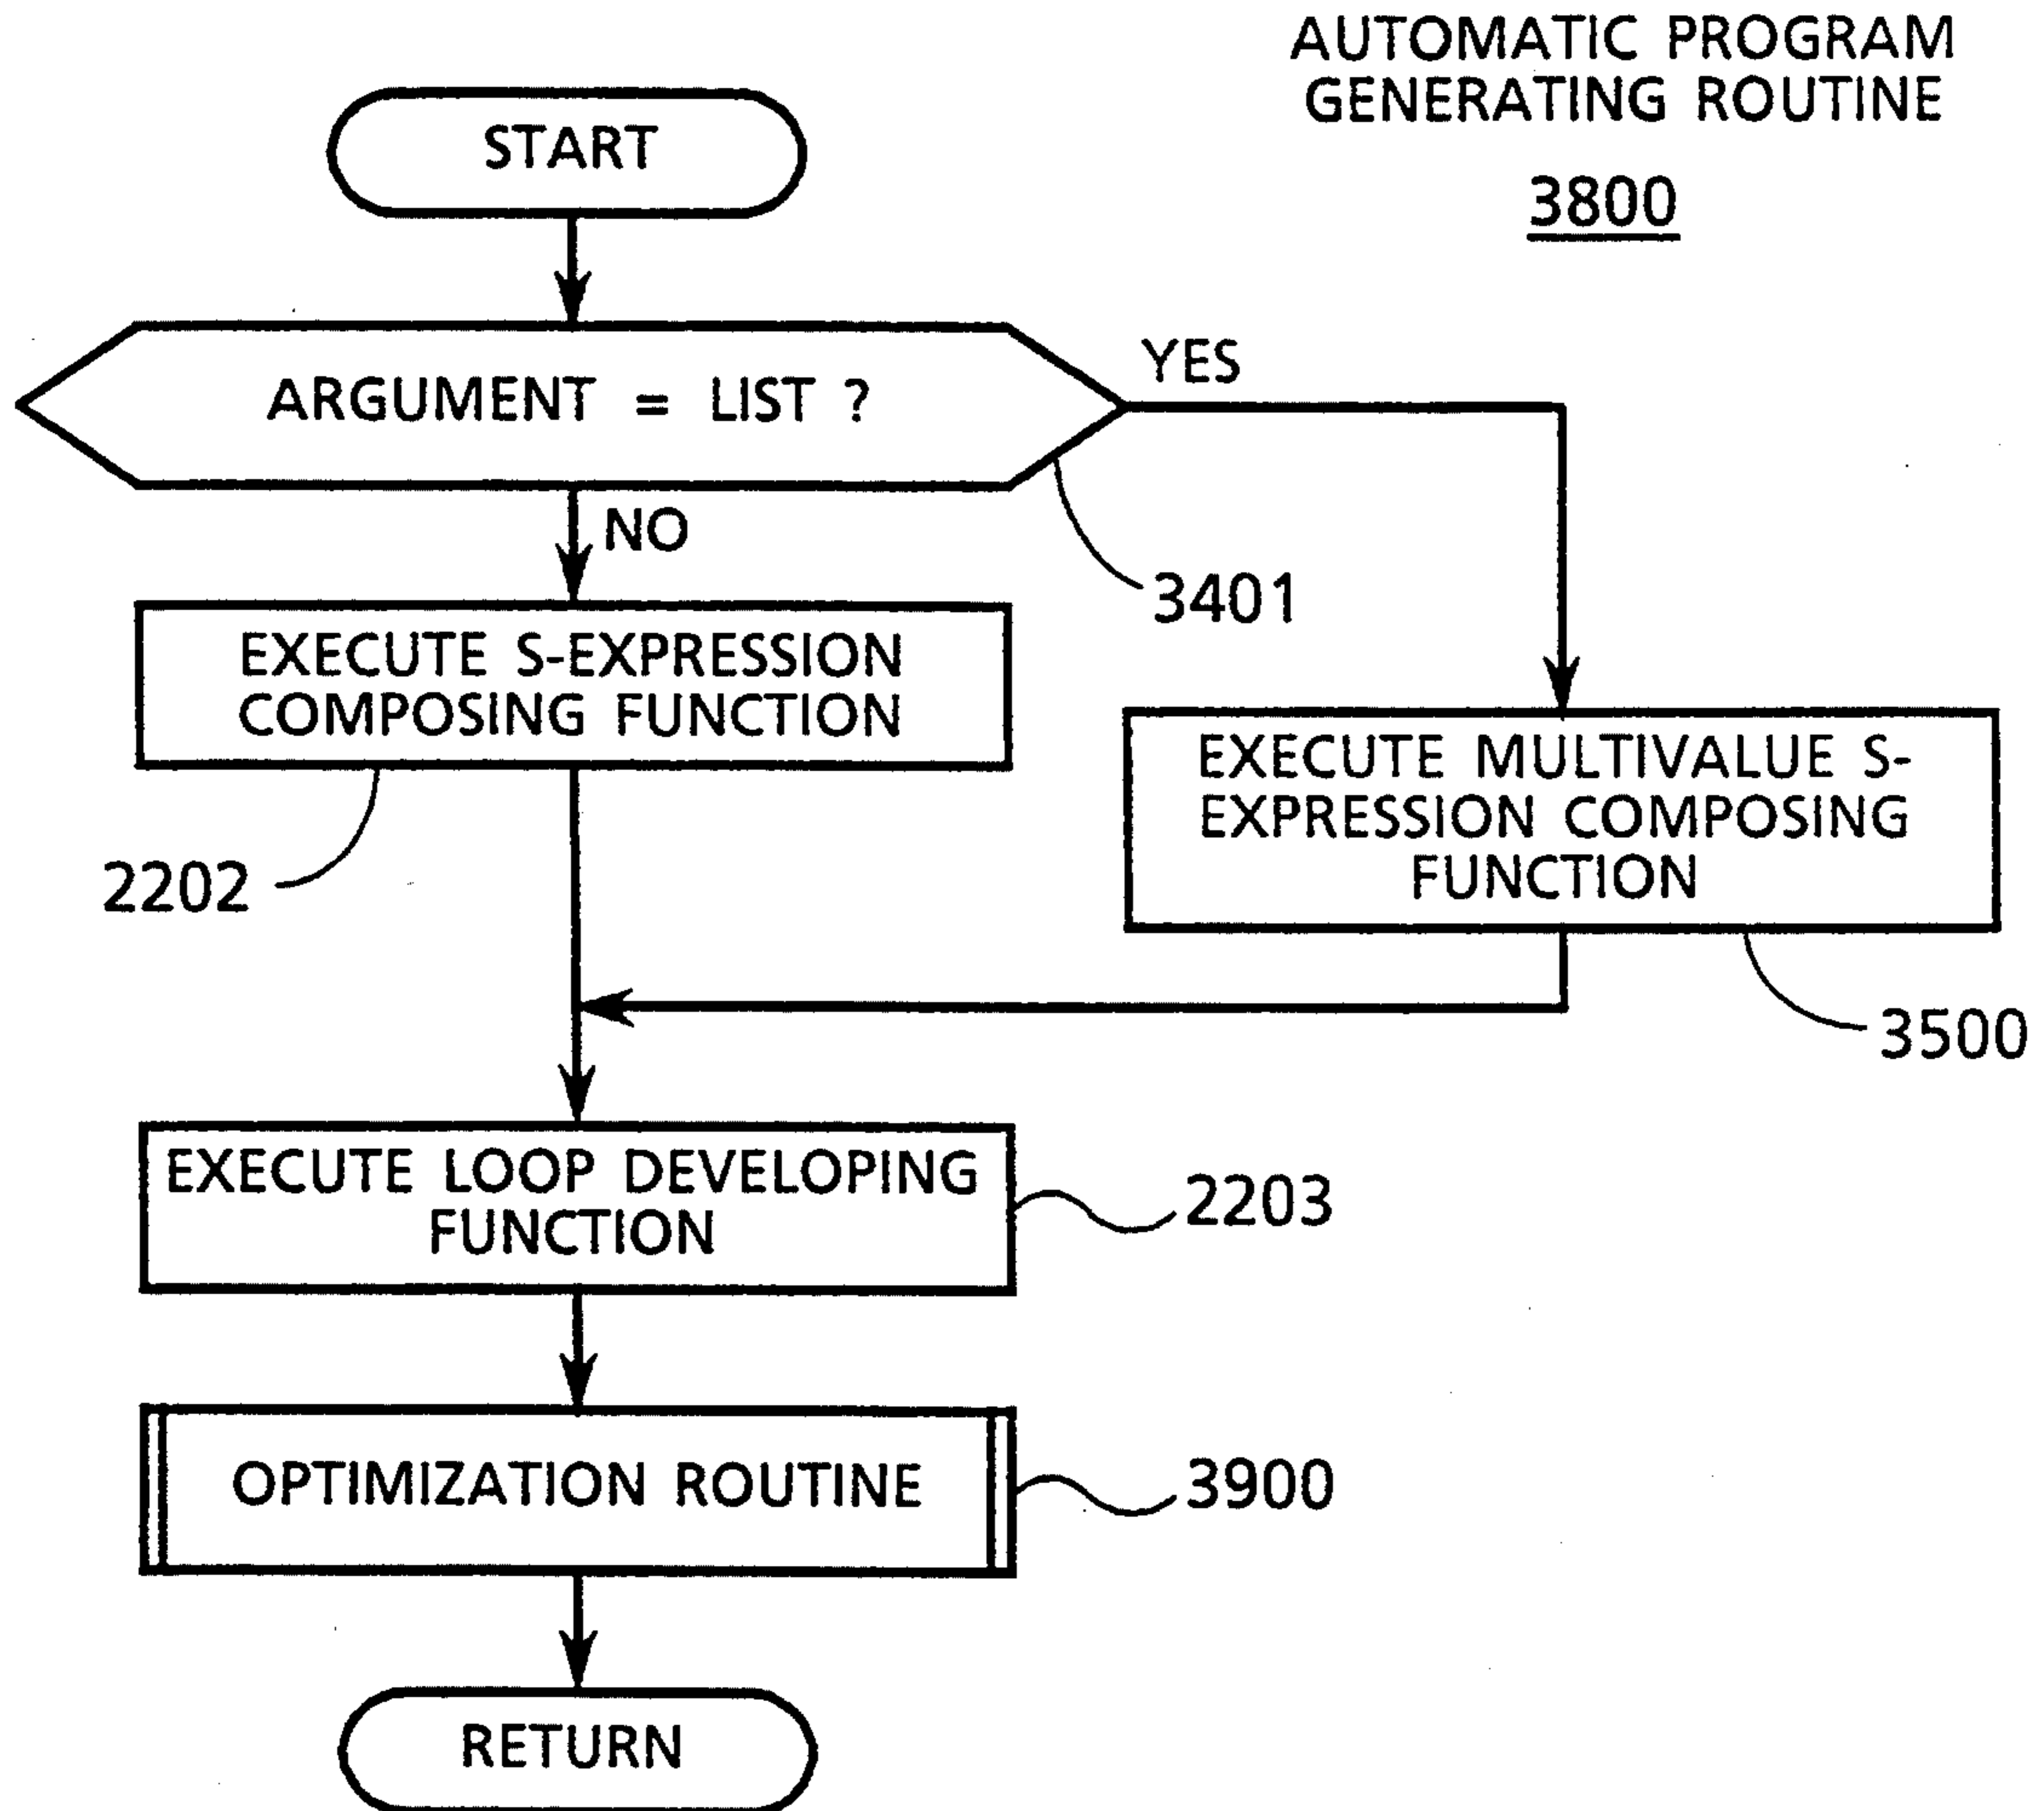 AUTOMATIC PROGRAM
GENERATING ROUTINE
3800
START
ARGUMENT = LIST ?
YES
NO
3401
EXECUTE S-EXPRESSION
COMPOSING FUNCTION
2202
EXECUTE MULTIVALUE S-
EXPRESSION COMPOSING
FUNCTION
3500
EXECUTE LOOP DEVELOPING
FUNCTION
2203
OPTIMIZATION ROUTINE
3900
RETURN